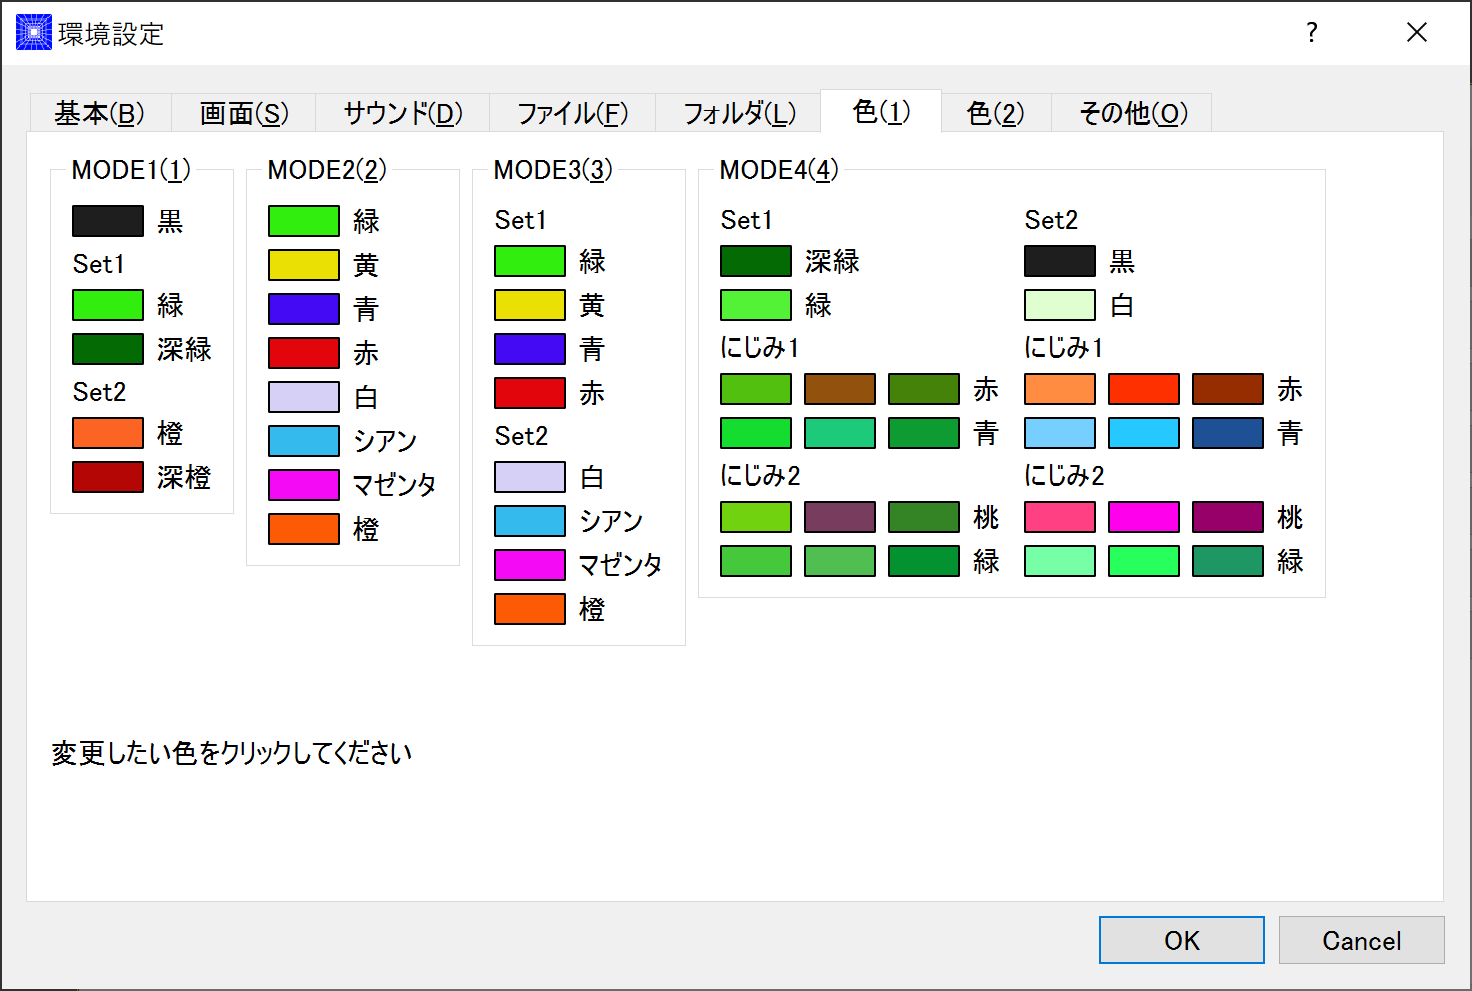 環境設定
?
基本(B) 画面(S) サウンド(D) ファイル(F) フォルダ(L) 色(1) 色(2) その他(O)
MODE1(1)
黒
Set1
緑
深緑
Set2
橙
深橙
MODE2(2)
緑
黄
青
赤
白
シアン
マゼンタ
橙
MODE3(3)
Set1
緑
黄
青
赤
Set2
白
シアン
マゼンタ
橙
MODE4(4)
Set1
深緑
緑
にじみ1
赤
青
にじみ2
桃
緑
Set2
黒
白
にじみ1
赤
青
にじみ2
桃
緑
変更したい色をクリックしてください
OK Cancel